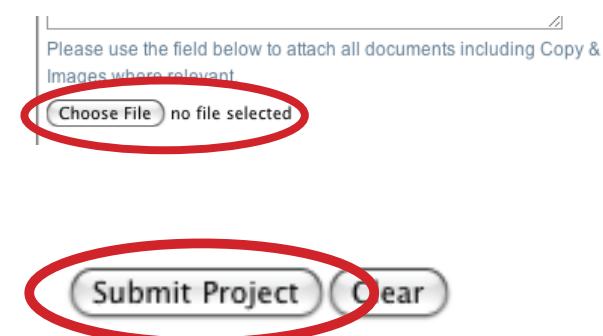 Please use the field below to attach all documents including Copy &
Images where relevant
Choose File no file selected
Submit Project Clear